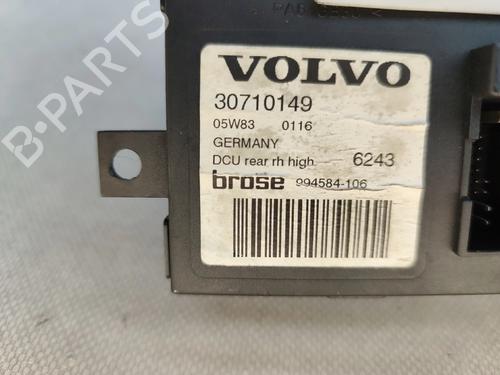 VOLVO
30710149
05W83 0116
GERMANY
DCU rear rh high 6243
brose 994584-106
B-PARTS